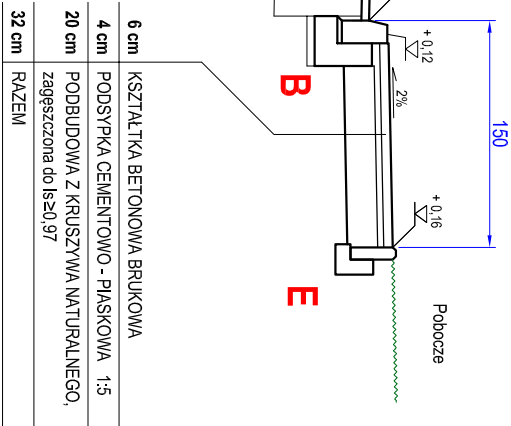 150
+ 0,12
2%
+ 0,16
Pobocze
B
E
6 cm KSZTAŁTKA BETONOWA BRUKOWA
4 cm PODSYPKA CEMENTOWO - PIASKOWA 1:5
20 cm PODBUDOWA Z KRUSZYWA NATURALNEGO,
zagęszczona do Is≥0,97
32 cm RAZEM